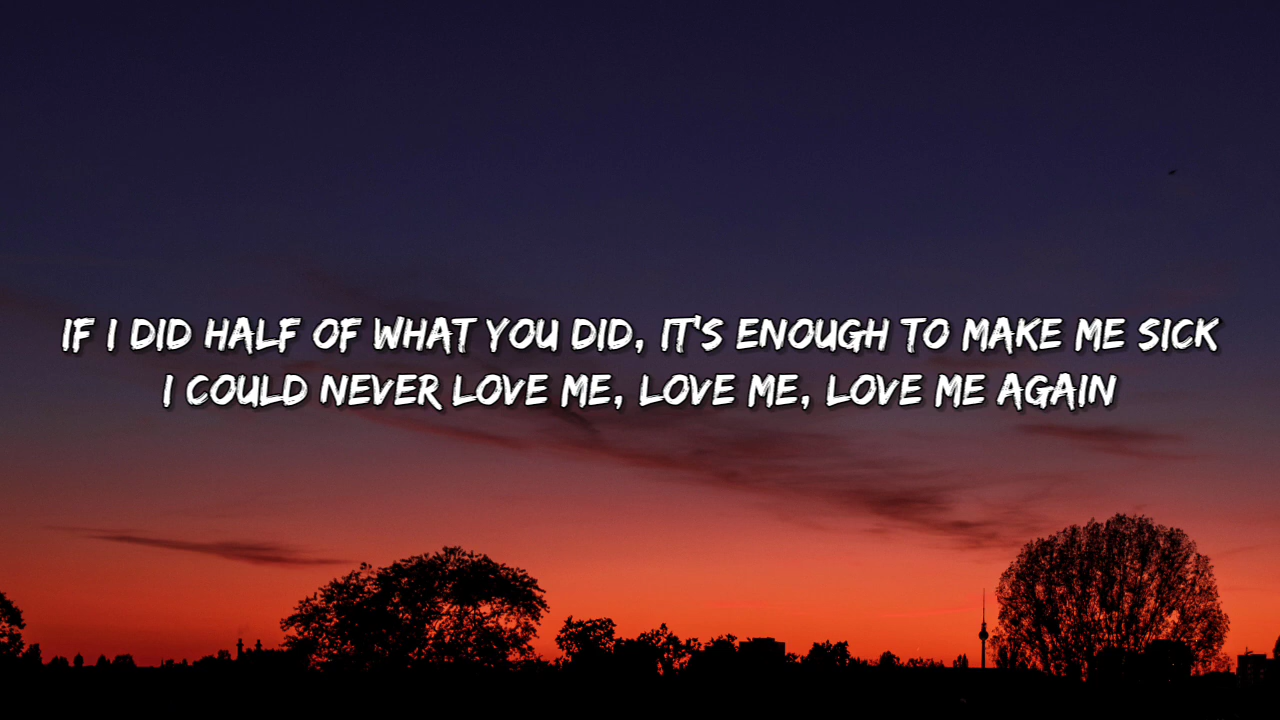 IF I DID HALF OF WHAT YOU DID, IT'S ENOUGH TO MAKE ME SICK
I COULD NEVER LOVE ME, LOVE ME, LOVE ME AGAIN